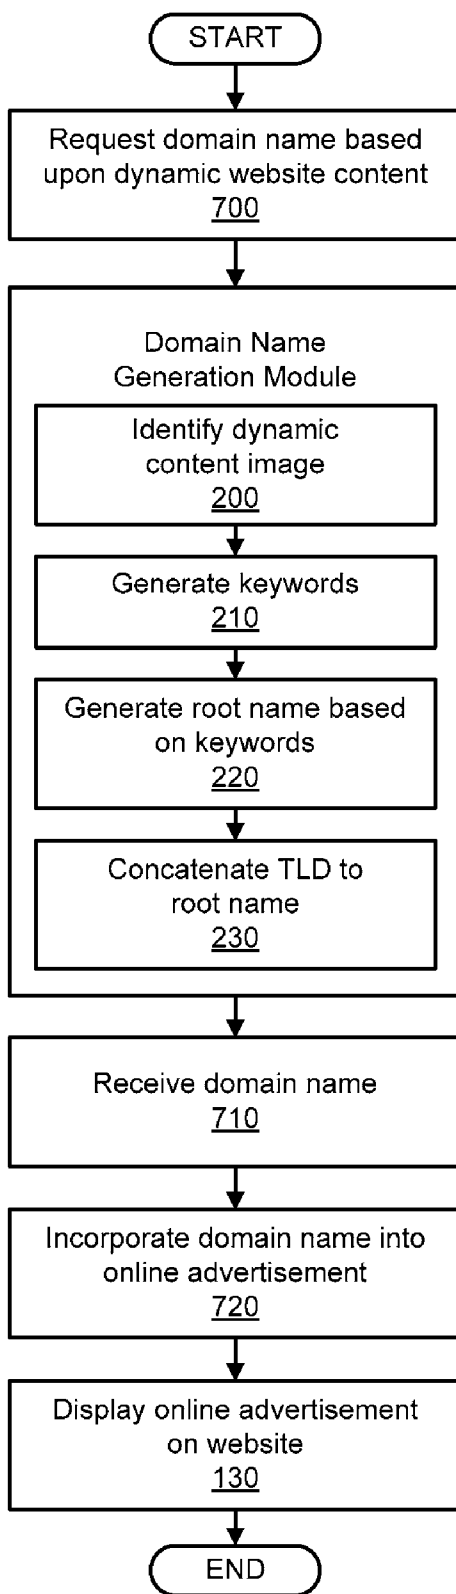 START
Request domain name based
upon dynamic website content
700
Domain Name
Generation Module
Identify dynamic
content image
200
Generate keywords
210
Generate root name based
on keywords
220
Concatenate TLD to
root name
230
Receive domain name
710
Incorporate domain name into
online advertisement
720
Display online advertisement
on website
130
END